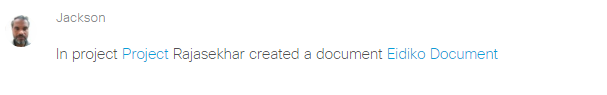 Jackson
In project Project Rajasekhar created a document Eidiko Document